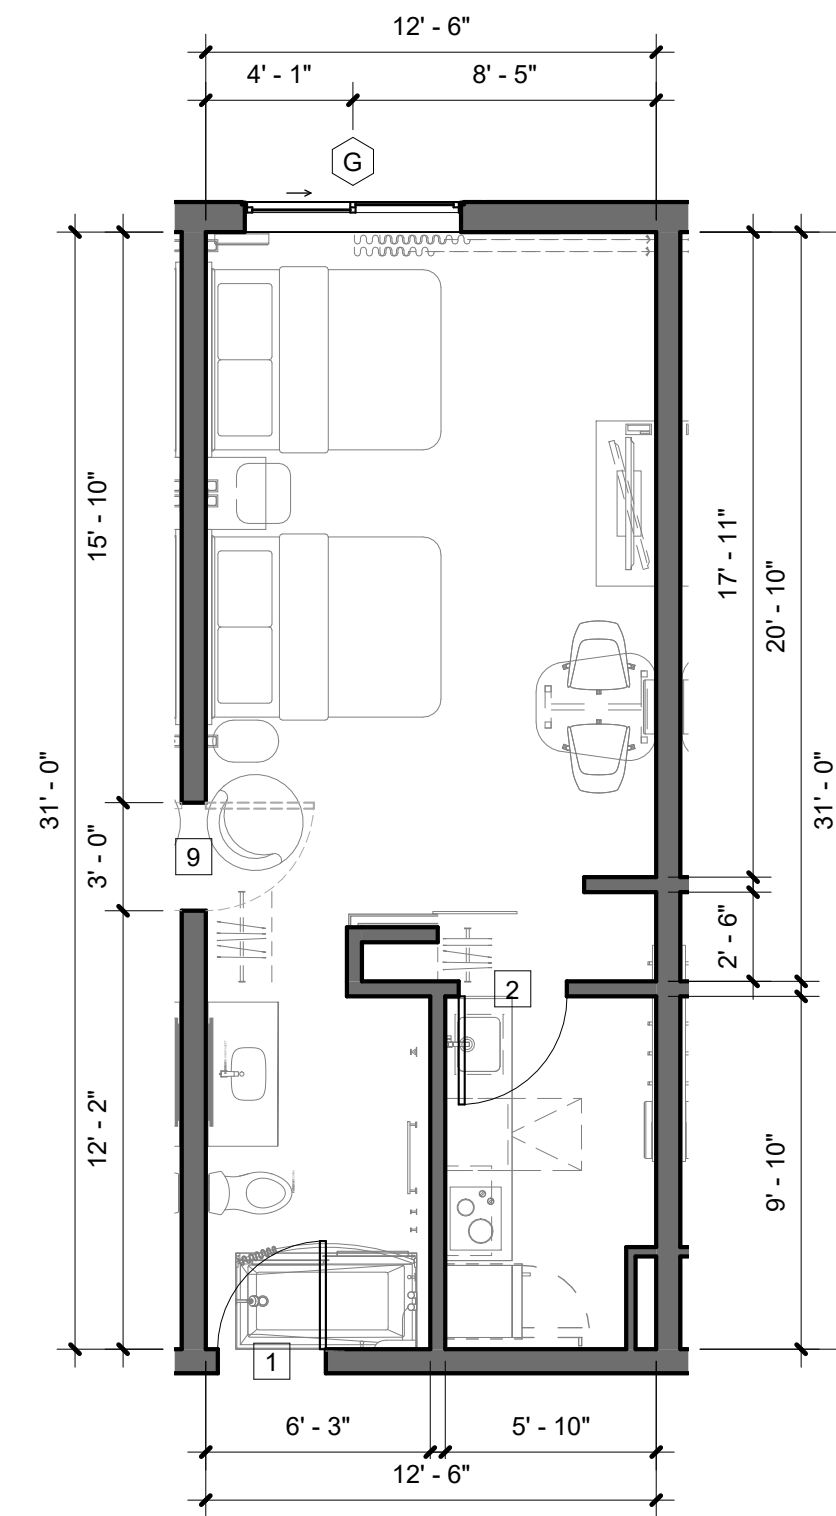 12' - 6"
4' - 1"
8' - 5"
G
15' - 10"
17' - 11"
20' - 10"
31' - 0"
31' - 0"
3' - 0"
9
2' - 6"
2
12' - 2"
9' - 10"
1
6' - 3"
5' - 10"
12' - 6"